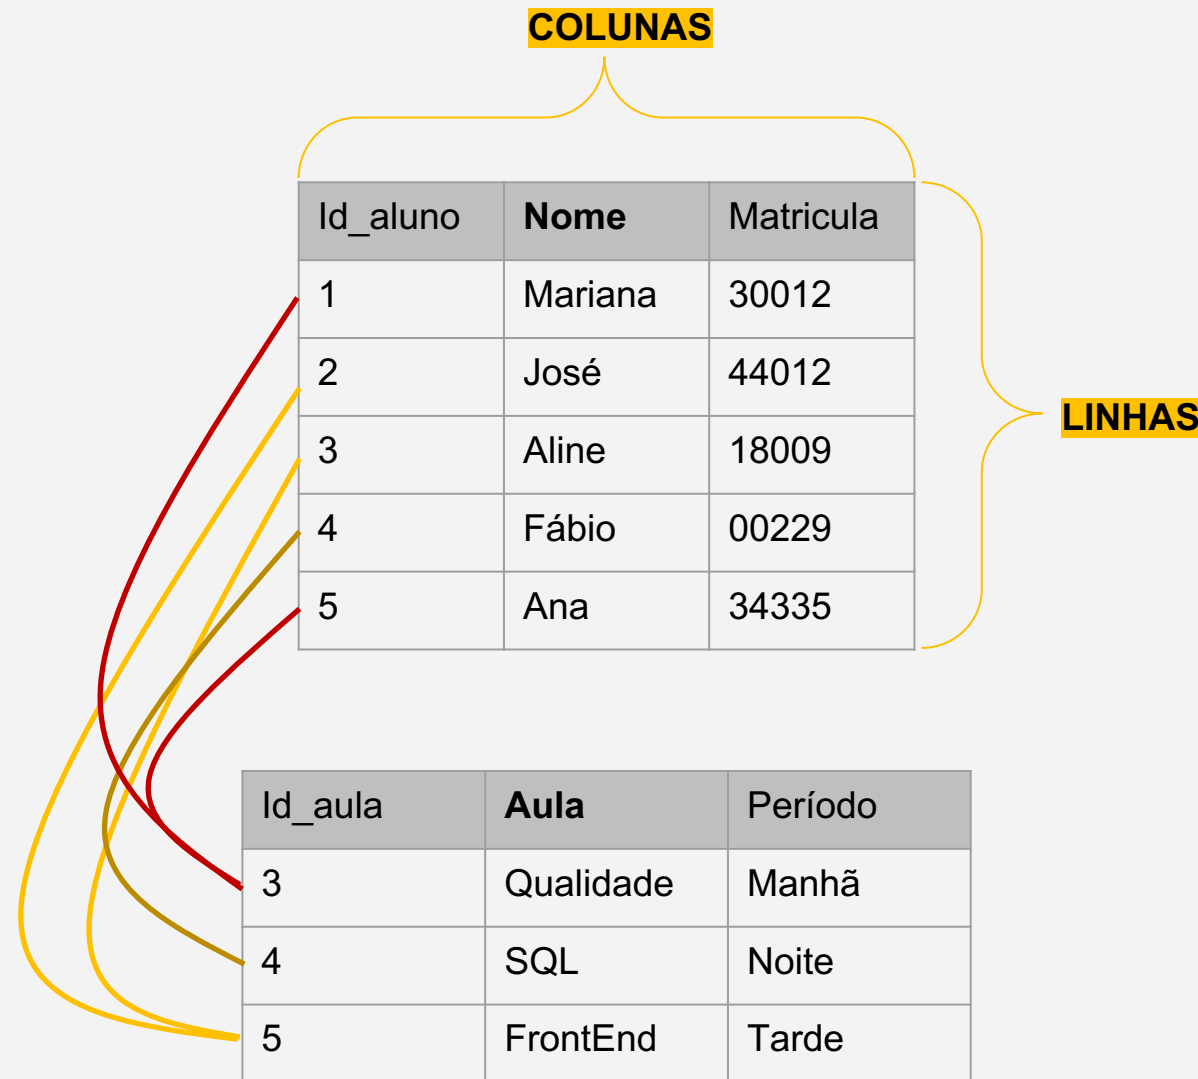 COLUNAS
Id_aluno Nome Matricula
1 Mariana 30012
2 José 44012
3 Aline 18009
4 Fábio 00229
5 Ana 34335
LINHAS
Id_aula Aula Período
3 Qualidade Manhã
4 SQL Noite
5 FrontEnd Tarde